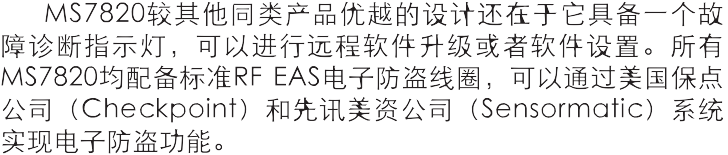 MS7820较其他同类产品优越的设计还在于它具备一个故
障诊断指示灯，可以进行远程软件升级或者软件设置。所有
MS7820均配备标准RF EAS电子防盗线圈，可以通过美国保点
公司（Checkpoint）和先讯美资公司（Sensormatic）系统
实现电子防盗功能。